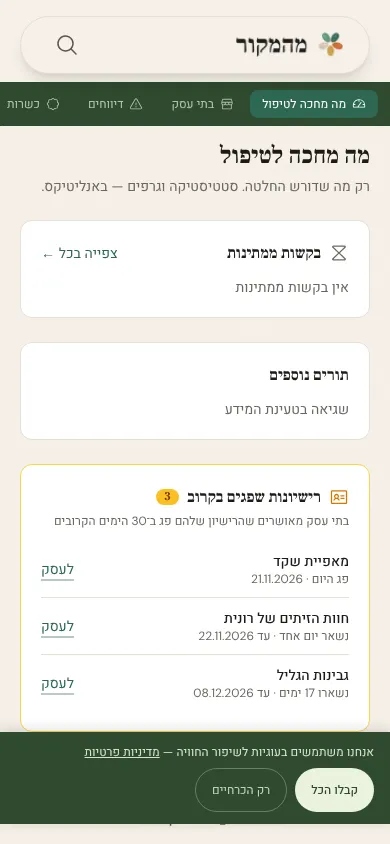 מהמקור
מה מחכה לטיפול
בתי עסק
דיווחים
כשרות
מה מחכה לטיפול
רק מה שדורש החלטה. סטטיסטיקה וגרפים — באנליטיקס.
בקשות ממתינות
צפייה בכל ←
אין בקשות ממתינות
תורים נוספים
שגיאה בטעינת המידע
רישיונות שפגים בקרוב 3
בתי עסק מאושרים שהרישיון שלהם פג ב־30 הימים הקרובים
מאפיית שקד
לעסק
פג היום · 21.11.2026
חוות הזיתים של רונית
לעסק
נשאר יום אחד · עד 22.11.2026
גבינות הגליל
לעסק
נשארו 17 ימים · עד 08.12.2026
אנחנו משתמשים בעוגיות לשיפור החוויה — מדיניות פרטיות
קבלו הכל
רק הכרחיים